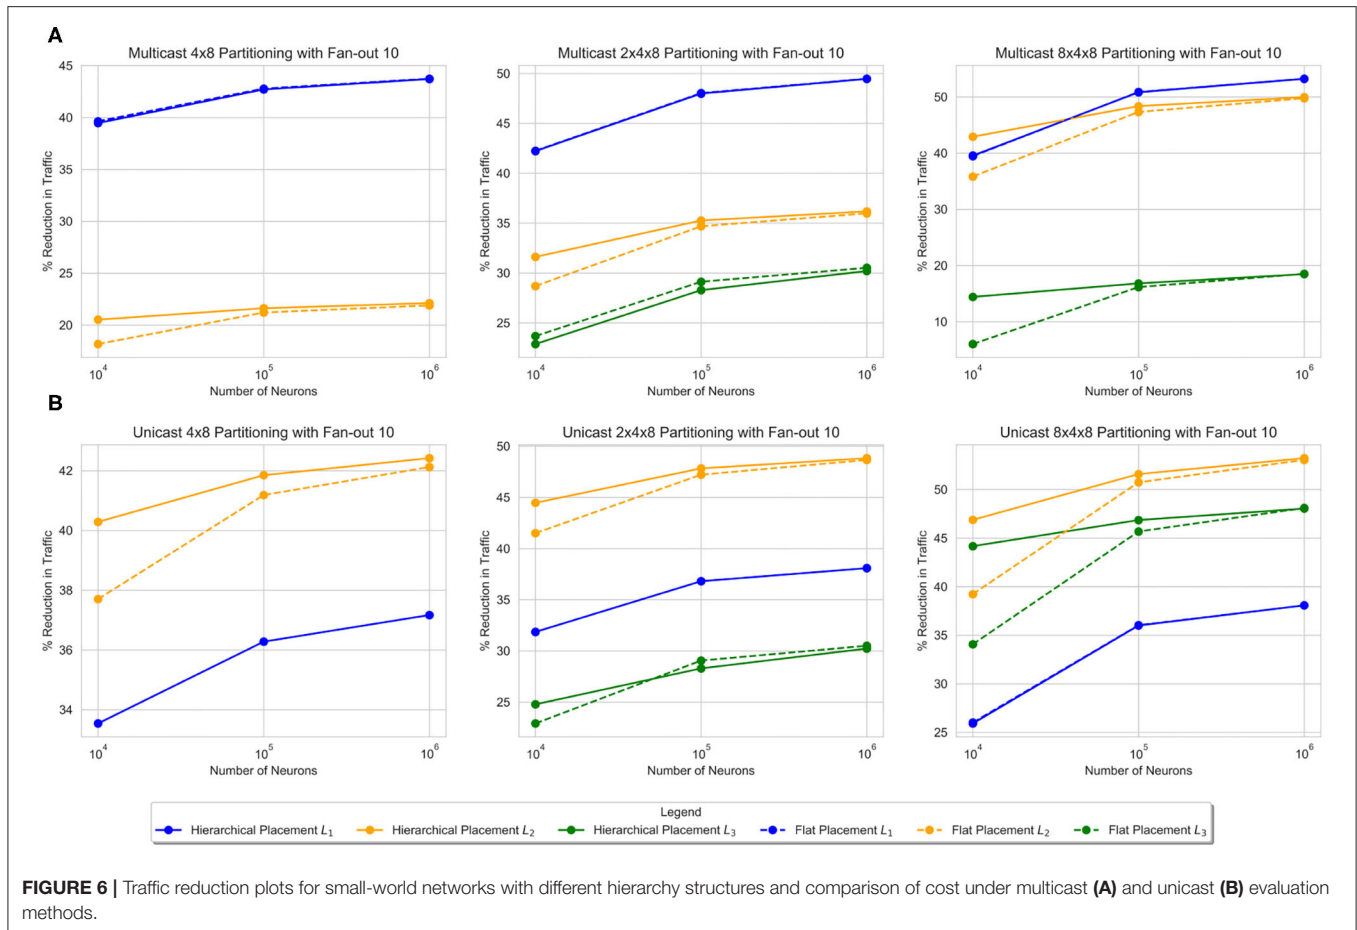 A
Multicast 4x8 Partitioning with Fan-out 10
% Reduction in Traffic
45
40
35
30
25
20
10⁴
10⁵
10⁶
Number of Neurons
Multicast 2x4x8 Partitioning with Fan-out 10
% Reduction in Traffic
50
45
40
35
30
25
10⁴
10⁵
10⁶
Number of Neurons
Multicast 8x4x8 Partitioning with Fan-out 10
% Reduction in Traffic
50
40
30
20
10
10⁴
10⁵
10⁶
Number of Neurons
B
Unicast 4x8 Partitioning with Fan-out 10
% Reduction in Traffic
42
40
38
36
34
10⁴
10⁵
10⁶
Number of Neurons
Unicast 2x4x8 Partitioning with Fan-out 10
% Reduction in Traffic
50
45
40
35
30
25
10⁴
10⁵
10⁶
Number of Neurons
Unicast 8x4x8 Partitioning with Fan-out 10
% Reduction in Traffic
50
45
40
35
30
25
10⁴
10⁵
10⁶
Number of Neurons
Legend
Hierarchical Placement L₁ Hierarchical Placement L₂ Hierarchical Placement L₃ Flat Placement L₁ Flat Placement L₂ Flat Placement L₃
FIGURE 6 | Traffic reduction plots for small-world networks with different hierarchy structures and comparison of cost under multicast (A) and unicast (B) evaluation
methods.